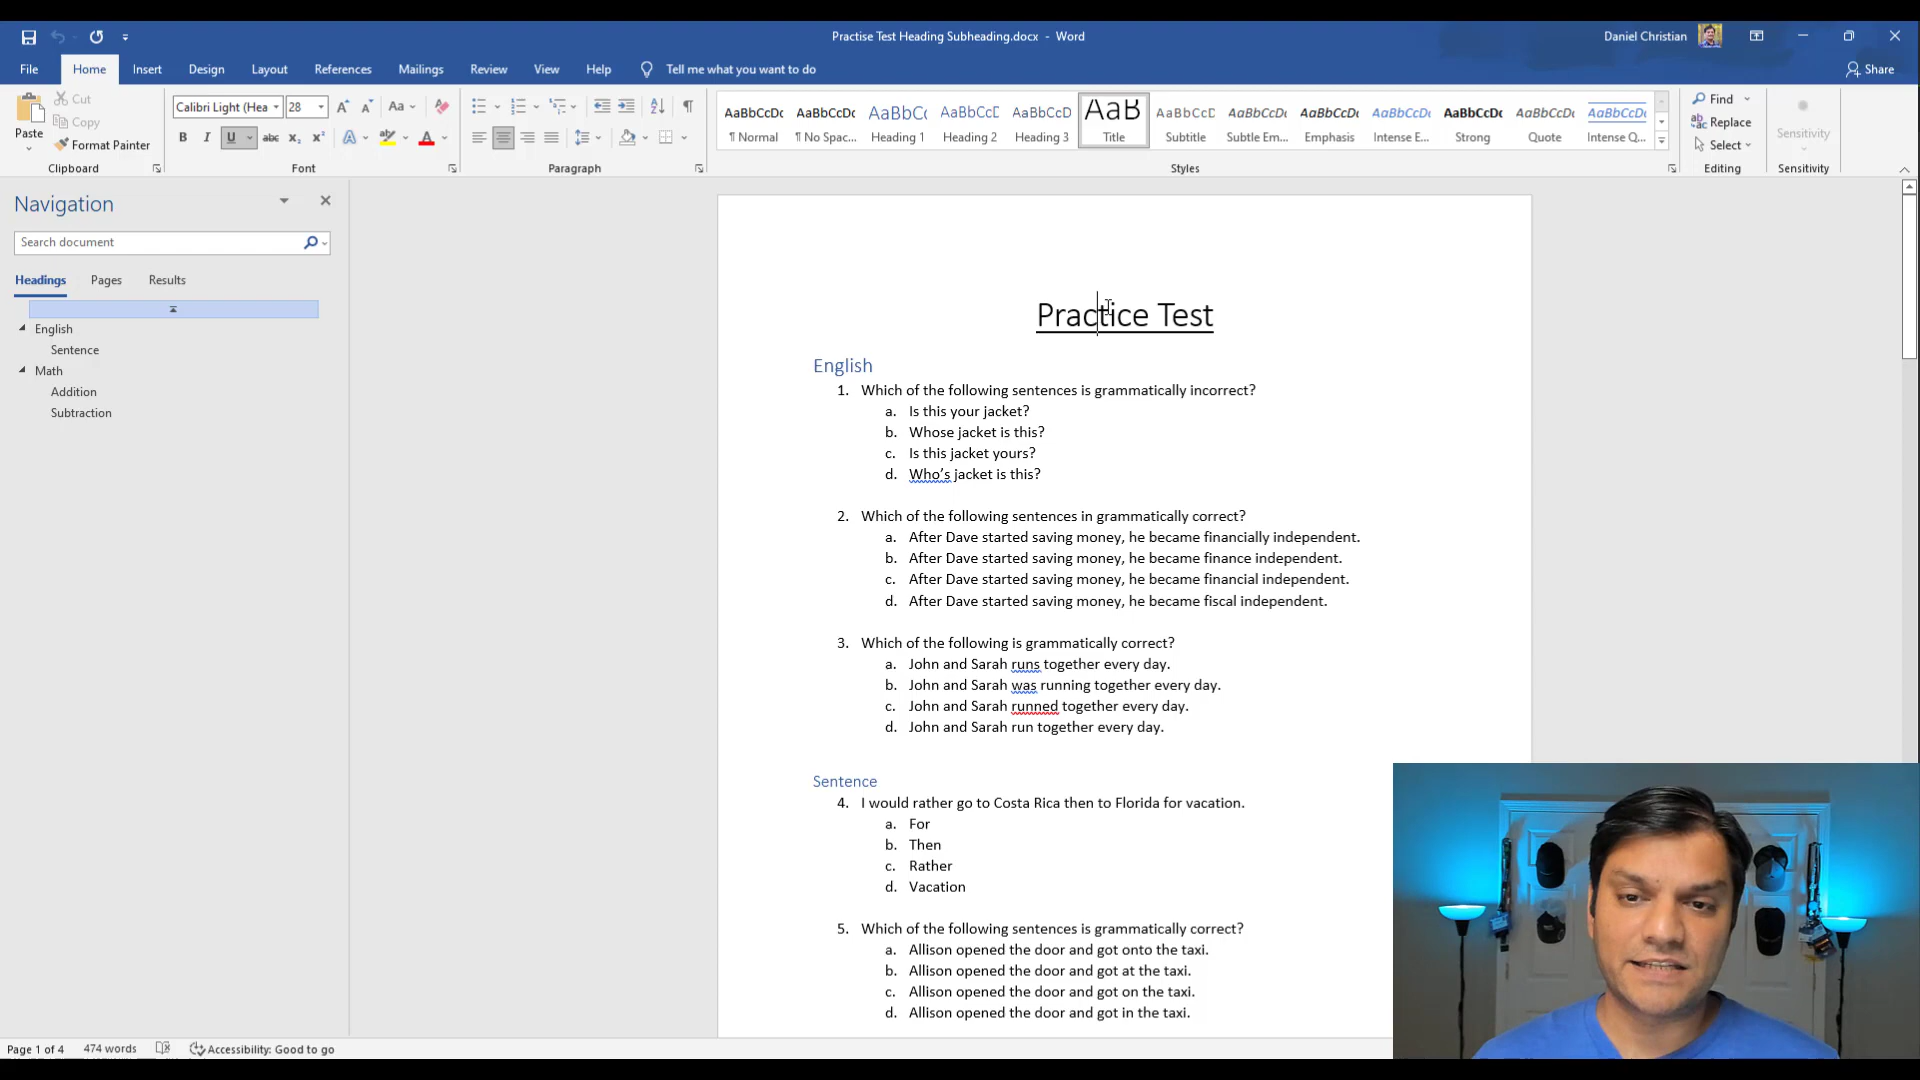 Practise Test Heading Subheading.docx - Word
Daniel Christian
File Home Insert Design Layout References Mailings Review View Help Tell me what you want to do Share
Paste
Cut
Copy
Format Painter
Clipboard
Calibri Light (Hea 28
Font
Paragraph
AaBbCcDc AaBbCcDc AaBbC( AaBbCcD AaBbCcD AaB AaBbCcD AaBbCcDc AaBbCcDc AaBbCcDc AaBbCcDc AaBbCcDc AaBbCcDc
¶ Normal ¶ No Spac... Heading 1 Heading 2 Heading 3 Title Subtitle Subtle Em... Emphasis Intense E... Strong Quote Intense Q...
Styles
Find
Replace
Select
Editing
Sensitivity
Sensitivity
Navigation
Search document
Headings Pages Results
English
Sentence
Math
Addition
Subtraction
Practice Test
English
1. Which of the following sentences is grammatically incorrect?
a. Is this your jacket?
b. Whose jacket is this?
c. Is this jacket yours?
d. Who’s jacket is this?
2. Which of the following sentences in grammatically correct?
a. After Dave started saving money, he became financially independent.
b. After Dave started saving money, he became finance independent.
c. After Dave started saving money, he became financial independent.
d. After Dave started saving money, he became fiscal independent.
3. Which of the following is grammatically correct?
a. John and Sarah runs together every day.
b. John and Sarah was running together every day.
c. John and Sarah runned together every day.
d. John and Sarah run together every day.
Sentence
4. I would rather go to Costa Rica then to Florida for vacation.
a. For
b. Then
c. Rather
d. Vacation
5. Which of the following sentences is grammatically correct?
a. Allison opened the door and got onto the taxi.
b. Allison opened the door and got at the taxi.
c. Allison opened the door and got on the taxi.
d. Allison opened the door and got in the taxi.
Page 1 of 4 474 words Accessibility: Good to go